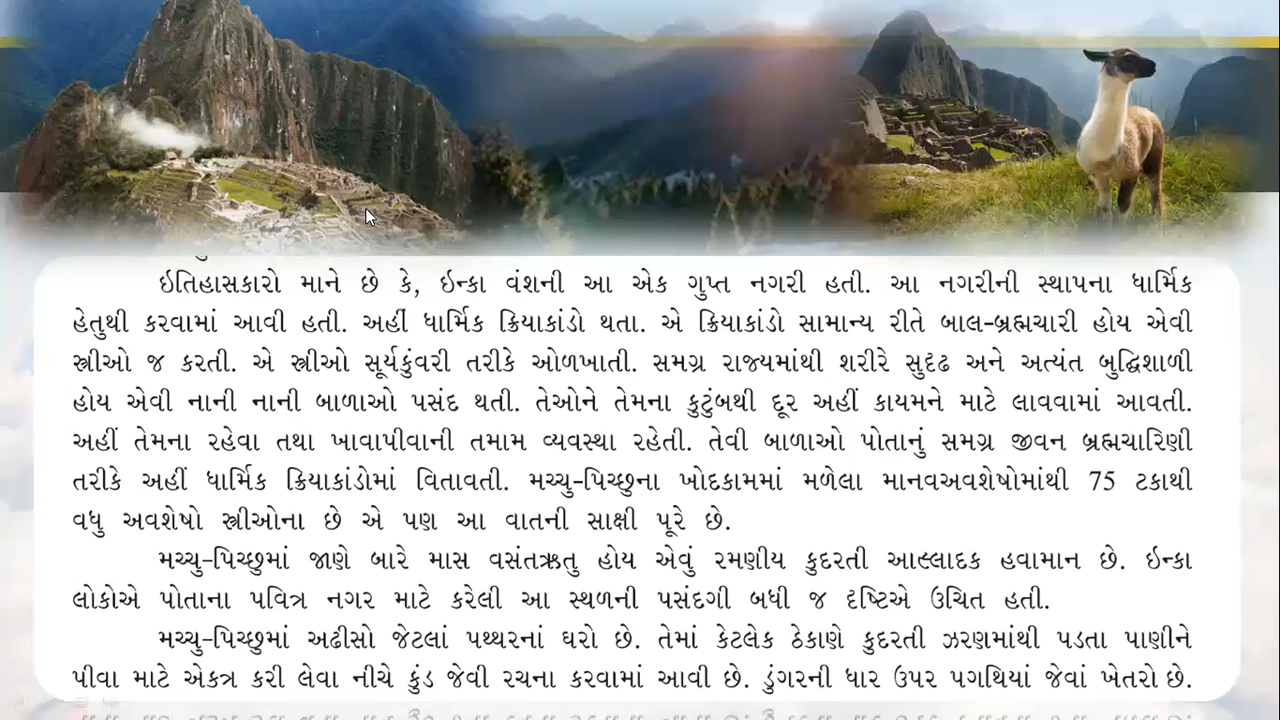 ઇતિહાસકારો માને છે કે, ઇન્કા વંશની આ એક ગુપ્ત નગરી હતી. આ નગરીની સ્થાપના ધાર્મિક
હેતુથી કરવામાં આવી હતી. અહીં ધાર્મિક ક્રિયાકાંડો થતા. એ ક્રિયાકાંડો સામાન્ય રીતે બાલ-બ્રહ્મચારી હોય એવી
સ્ત્રીઓ જ કરતી. એ સ્ત્રીઓ સૂર્યકુંવરી તરીકે ઓળખાતી. સમગ્ર રાજ્યમાંથી શરીરે સુદૃઢ અને અત્યંત બુદ્ધિશાળી
હોય એવી નાની નાની બાળાઓ પસંદ થતી. તેઓને તેમના કુટુંબથી દૂર અહીં કાયમને માટે લાવવામાં આવતી.
અહીં તેમના રહેવા તથા ખાવાપીવાની તમામ વ્યવસ્થા રહેતી. તેવી બાળાઓ પોતાનું સમગ્ર જીવન બ્રહ્મચારિણી
તરીકે અહીં ધાર્મિક ક્રિયાકાંડોમાં વિતાવતી. મચ્ચુ-પિચ્છુના ખોદકામમાં મળેલા માનવઅવશેષોમાંથી 75 ટકાથી
વધુ અવશેષો સ્ત્રીઓના છે એ પણ આ વાતની સાક્ષી પૂરે છે.
મચ્ચુ-પિચ્છુમાં જાણે બારે માસ વસંતઋતુ હોય એવું રમણીય કુદરતી આહ્લાદક હવામાન છે. ઇન્કા
લોકોએ પોતાના પવિત્ર નગર માટે કરેલી આ સ્થળની પસંદગી બધી જ દૃષ્ટિએ ઉચિત હતી.
મચ્ચુ-પિચ્છુમાં અઢીસો જેટલાં પથ્થરનાં ઘરો છે. તેમાં કેટલેક ઠેકાણે કુદરતી ઝરણમાંથી પડતા પાણીને
પીવા માટે એકત્ર કરી લેવા નીચે કુંડ જેવી રચના કરવામાં આવી છે. ડુંગરની ધાર ઉપર પગથિયાં જેવાં ખેતરો છે.